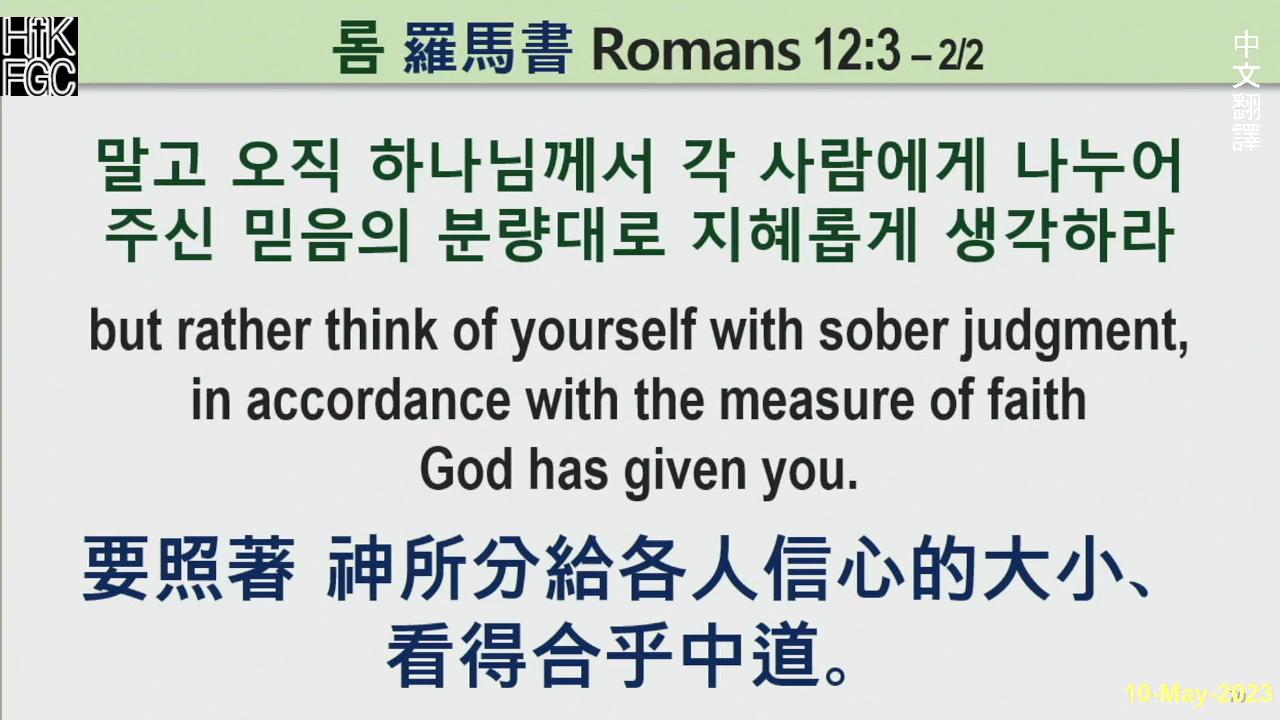 HfK
FGC
롬 羅馬書 Romans 12:3 – 2/2
中文翻譯
말고 오직 하나님께서 각 사람에게 나누어
주신 믿음의 분량대로 지혜롭게 생각하라
but rather think of yourself with sober judgment,
in accordance with the measure of faith
God has given you.
要照著 神所分給各人信心的大小、
看得合乎中道。
10-May-2023